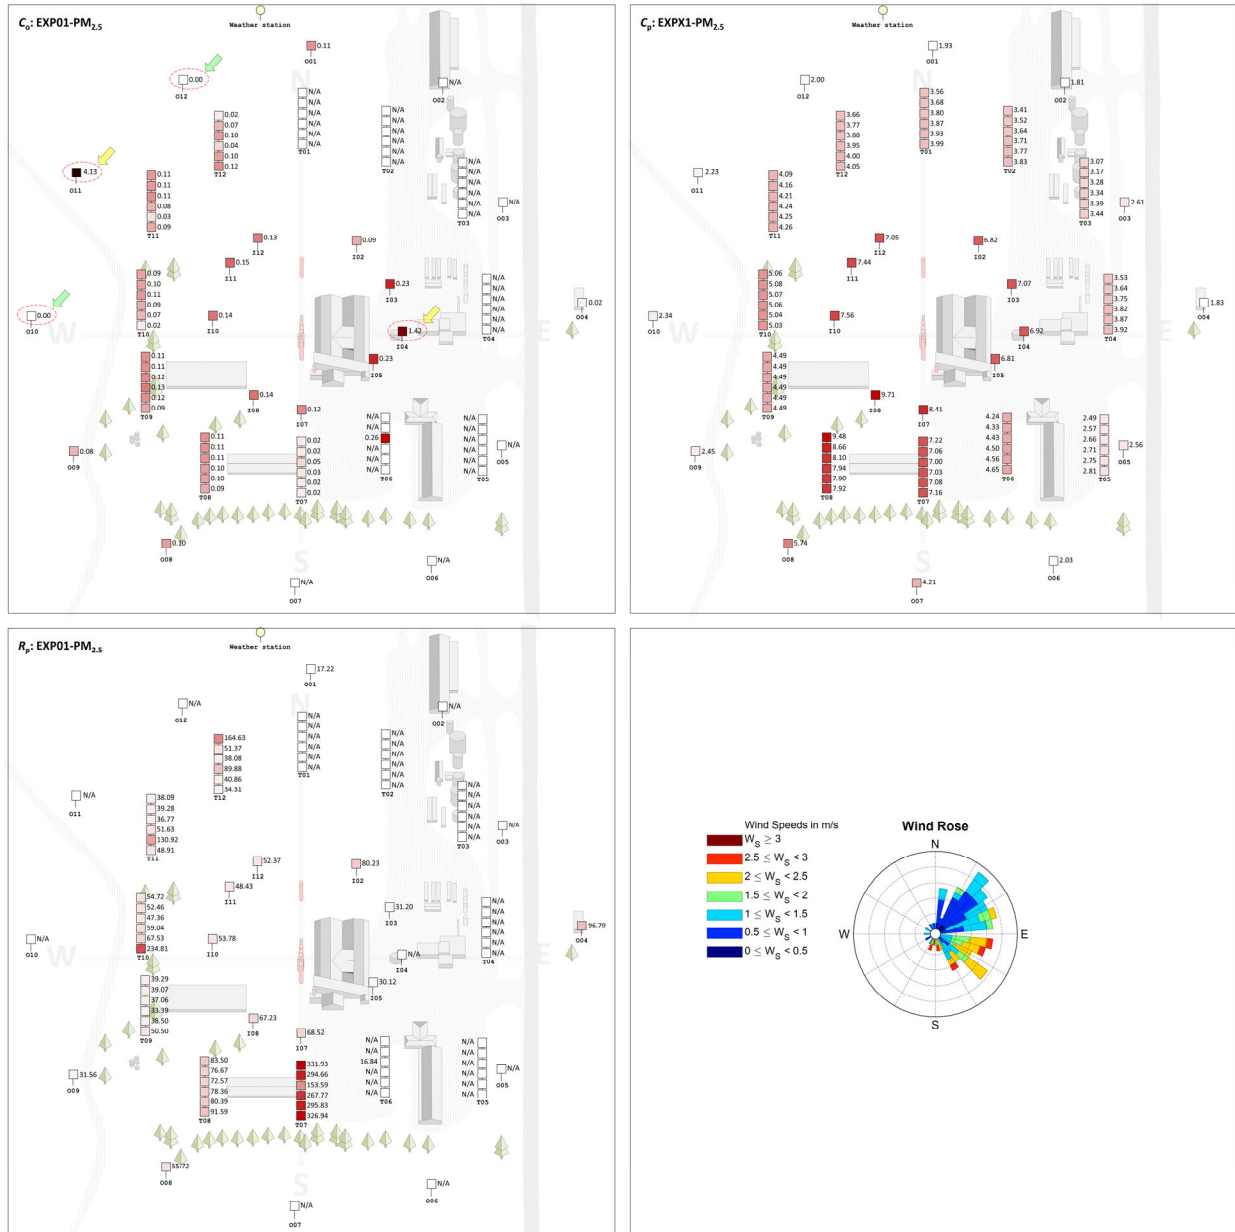 C₀: EXP01-PM₂.₅
Weather station
0.11
O01
0.00
O12
N/A
O02
N/A
N/A
N/A
N/A
N/A
N/A
T01
N/A
N/A
N/A
N/A
N/A
N/A
T02
0.02
0.07
0.10
0.04
0.10
0.12
T12
4.13
O11
0.11
0.11
0.11
0.08
0.03
0.09
T11
N/A
N/A
N/A
N/A
N/A
N/A
T03
N/A
O03
0.13
I12
0.09
I02
0.15
I11
0.23
I03
0.09
0.10
0.11
0.09
0.07
0.02
T10
N/A
N/A
N/A
N/A
N/A
N/A
T04
0.02
O04
0.00
O10
0.14
I10
1.42
I04
0.23
I05
0.11
0.11
0.12
0.13
0.12
0.09
T09
0.14
I08
0.12
I07
N/A
N/A
0.26
N/A
N/A
N/A
T06
N/A
N/A
N/A
N/A
N/A
N/A
T05
N/A
O05
0.08
O09
0.11
0.11
0.11
0.10
0.10
0.09
T08
0.02
0.02
0.05
0.03
0.02
0.02
T07
0.10
O08
N/A
O06
N/A
O07
N
W
E
S
Cₚ: EXPX1-PM₂.₅
Weather station
1.93
O01
2.00
O12
1.81
O02
3.56
3.68
3.80
3.87
3.93
3.99
T01
3.41
3.52
3.64
3.71
3.77
3.83
T02
3.66
3.77
3.88
3.95
4.00
4.05
T12
2.23
O11
4.09
4.16
4.21
4.24
4.25
4.26
T11
3.07
3.17
3.28
3.34
3.39
3.44
T03
2.61
O03
7.05
I12
6.82
I02
7.44
I11
7.07
I03
5.06
5.08
5.07
5.06
5.04
5.03
T10
3.53
3.64
3.75
3.82
3.87
3.92
T04
1.83
O04
2.34
O10
7.56
I10
6.92
I04
6.81
I05
4.49
4.49
4.49
4.49
4.49
4.49
T09
9.71
I08
8.41
I07
4.24
4.33
4.43
4.50
4.56
4.65
T06
2.49
2.57
2.66
2.71
2.75
2.81
T05
2.56
O05
2.45
O09
9.48
8.66
8.10
7.94
7.90
7.92
T08
7.22
7.06
7.00
7.03
7.08
7.16
T07
5.74
O08
2.03
O06
4.21
O07
Rₚ: EXP01-PM₂.₅
Weather station
17.22
O01
N/A
O12
N/A
O02
N/A
N/A
N/A
N/A
N/A
N/A
T01
N/A
N/A
N/A
N/A
N/A
N/A
T02
164.63
51.37
38.08
89.88
40.86
34.31
T12
N/A
O11
38.09
39.28
36.77
51.63
130.92
48.91
T11
N/A
N/A
N/A
N/A
N/A
N/A
T03
N/A
O03
52.37
I12
80.23
I02
48.43
I11
31.20
I03
54.72
52.46
47.36
59.04
67.53
234.81
T10
N/A
N/A
N/A
N/A
N/A
N/A
T04
96.79
O04
N/A
O10
53.78
I10
N/A
I04
30.12
I05
39.29
39.07
37.06
33.39
38.50
50.50
T09
67.23
I08
68.52
I07
N/A
N/A
16.84
N/A
N/A
N/A
T06
N/A
N/A
N/A
N/A
N/A
N/A
T05
N/A
O05
31.56
O09
83.50
76.67
72.57
78.36
80.39
91.59
T08
331.93
294.66
153.59
267.77
295.83
326.94
T07
55.72
O08
N/A
O06
N/A
O07
N
W
E
S
Wind Speeds in m/s
W_S ≥ 3
2.5 ≤ W_S < 3
2 ≤ W_S < 2.5
1.5 ≤ W_S < 2
1 ≤ W_S < 1.5
0.5 ≤ W_S < 1
0 ≤ W_S < 0.5
Wind Rose
N
W
E
S